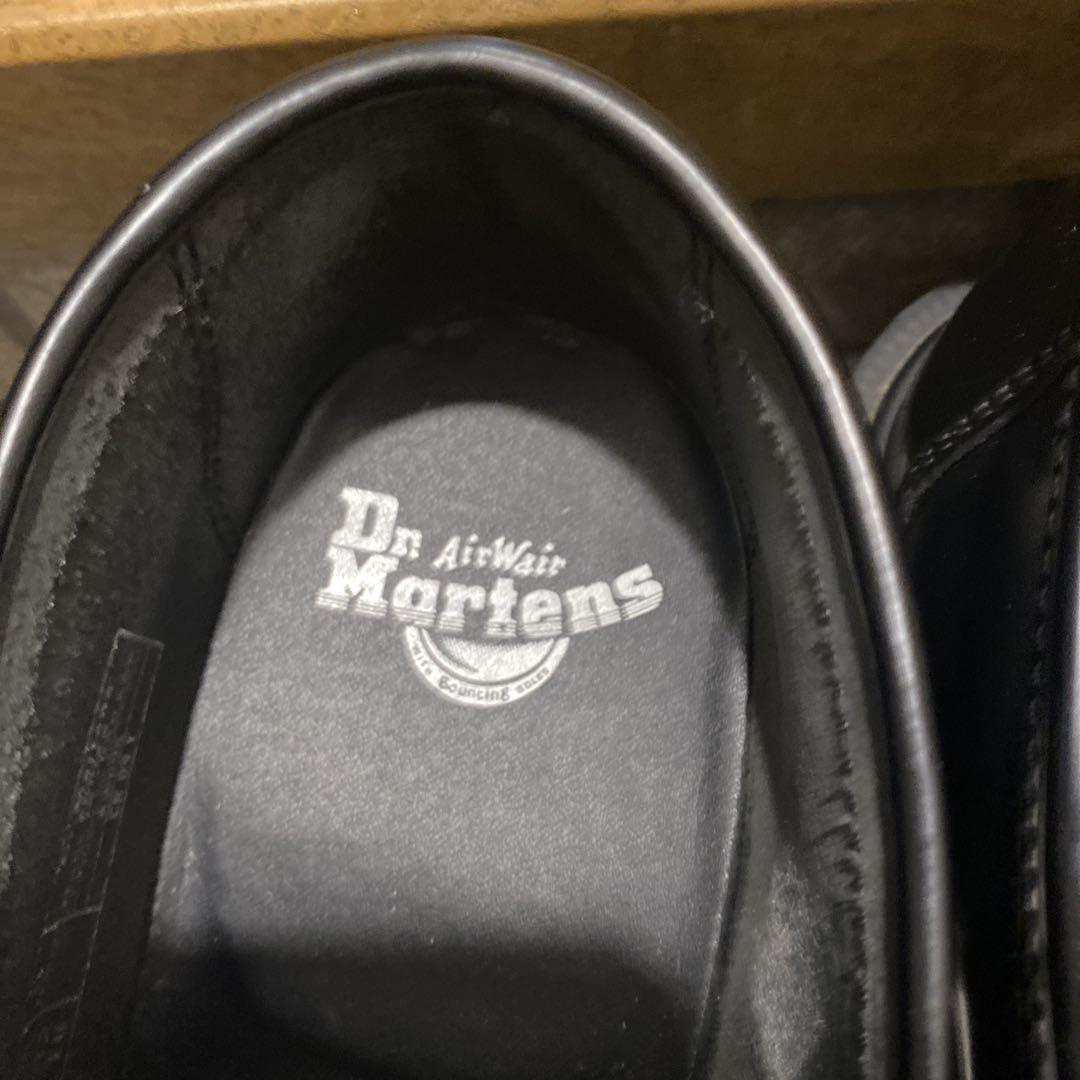 Dr.
AirWair
Martens
With Bouncing SOLES